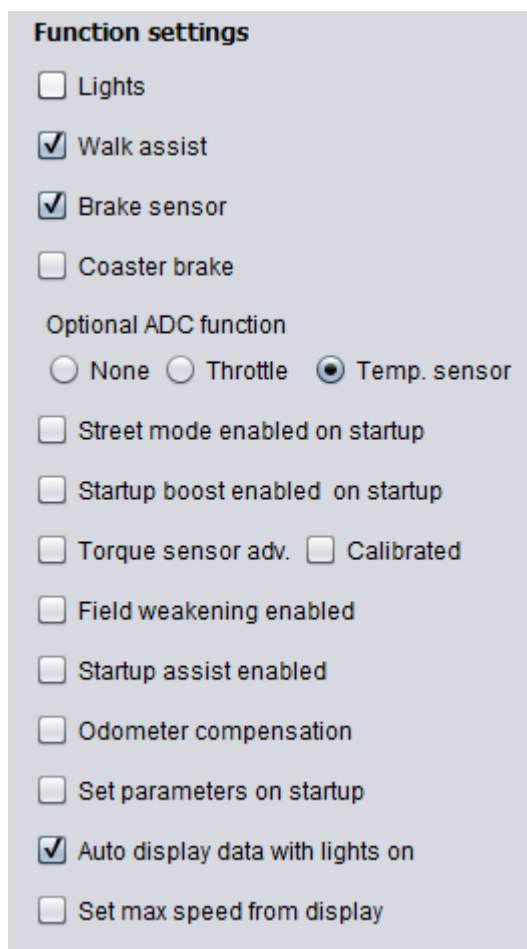 Function settings
Lights
Walk assist
Brake sensor
Coaster brake
Optional ADC function
None Throttle Temp. sensor
Street mode enabled on startup
Startup boost enabled  on startup
Torque sensor adv. Calibrated
Field weakening enabled
Startup assist enabled
Odometer compensation
Set parameters on startup
Auto display data with lights on
Set max speed from display